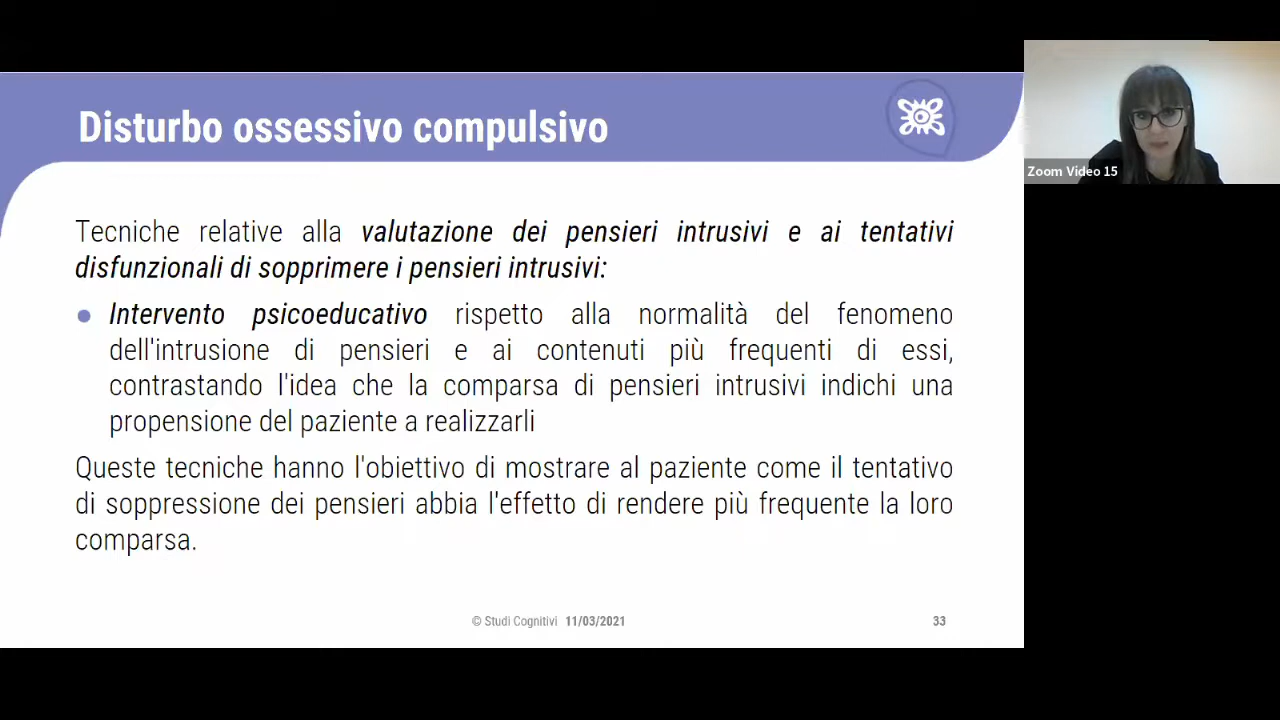 Disturbo ossessivo compulsivo
Zoom Video 15
Tecniche relative alla valutazione dei pensieri intrusivi e ai tentativi
disfunzionali di sopprimere i pensieri intrusivi:
Intervento psicoeducativo rispetto alla normalità del fenomeno
dell'intrusione di pensieri e ai contenuti più frequenti di essi,
contrastando l'idea che la comparsa di pensieri intrusivi indichi una
propensione del paziente a realizzarli
Queste tecniche hanno l'obiettivo di mostrare al paziente come il tentativo
di soppressione dei pensieri abbia l'effetto di rendere più frequente la loro
comparsa.
© Studi Cognitivi 11/03/2021
33